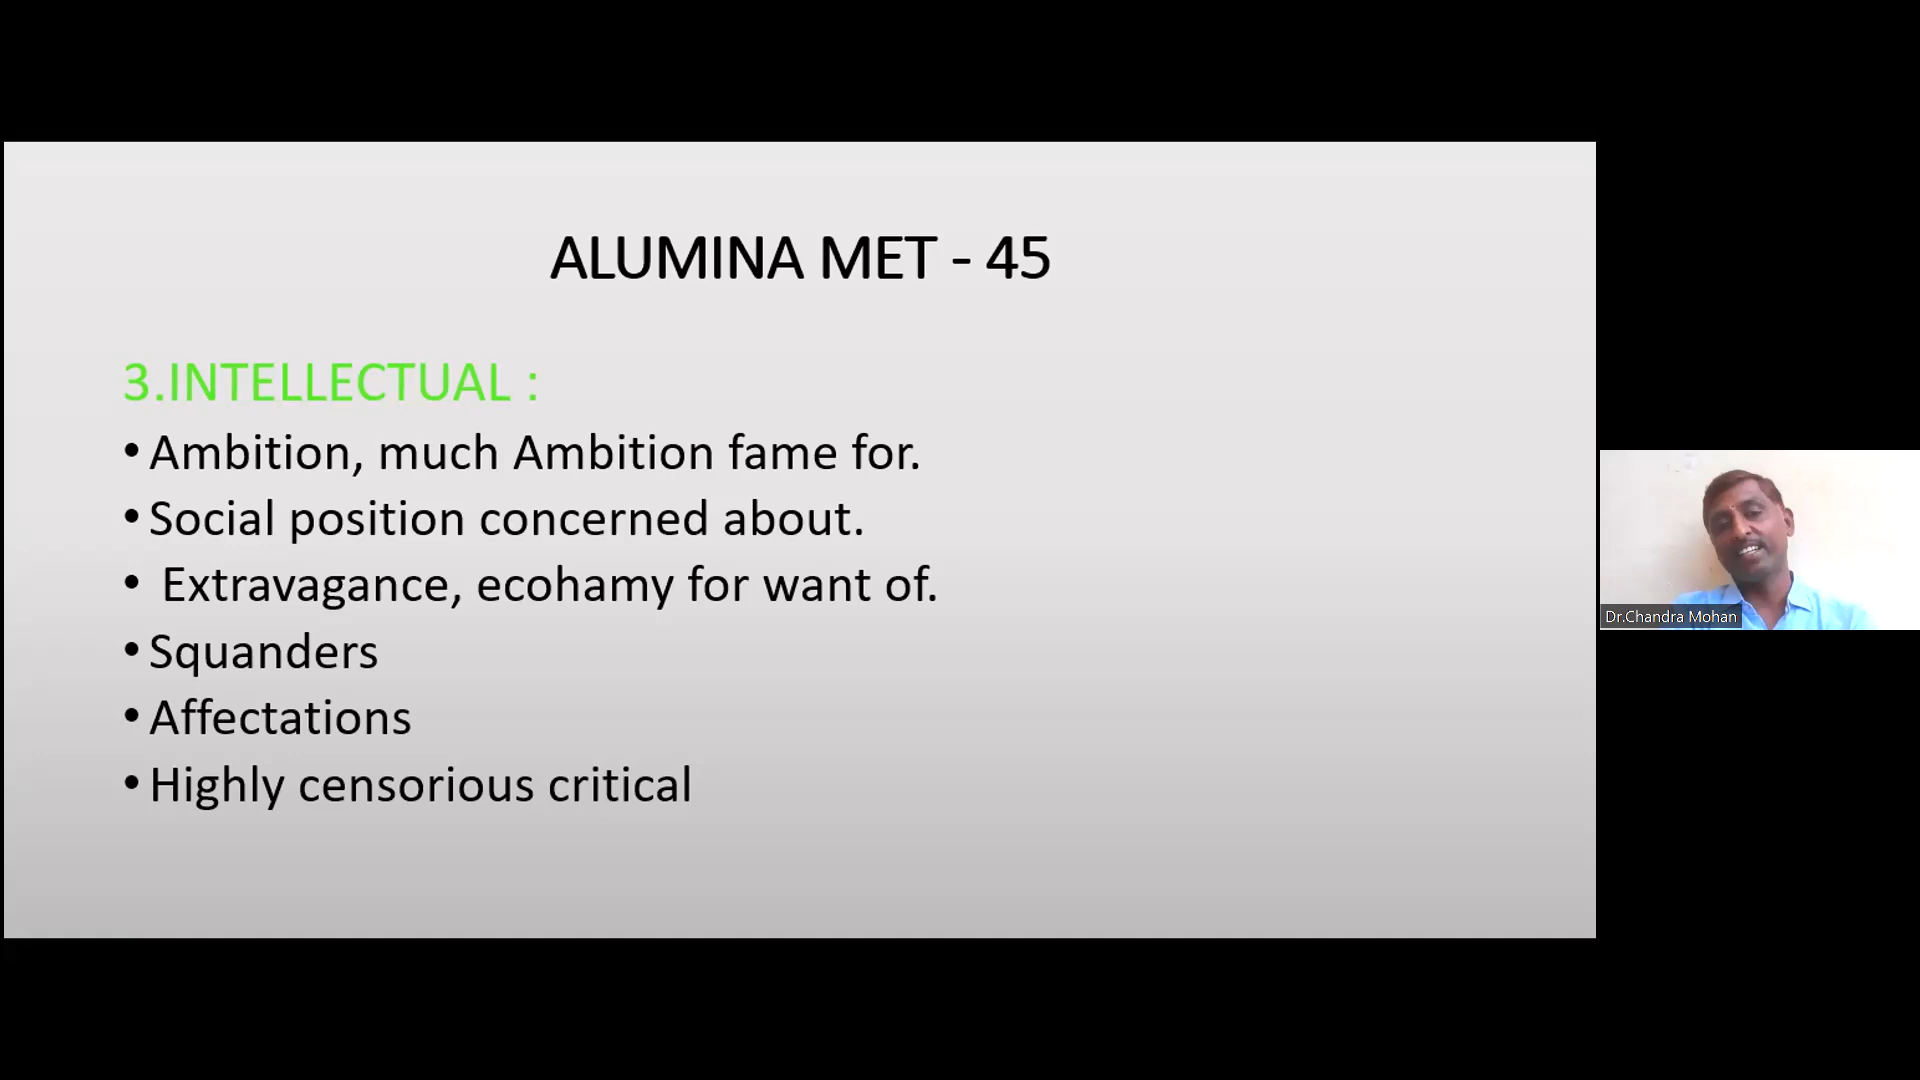 ALUMINA MET - 45
3.INTELLECTUAL :
• Ambition, much Ambition fame for.
• Social position concerned about.
• Extravagance, ecohamy for want of.
• Squanders
• Affectations
• Highly censorious critical
Dr.Chandra Mohan